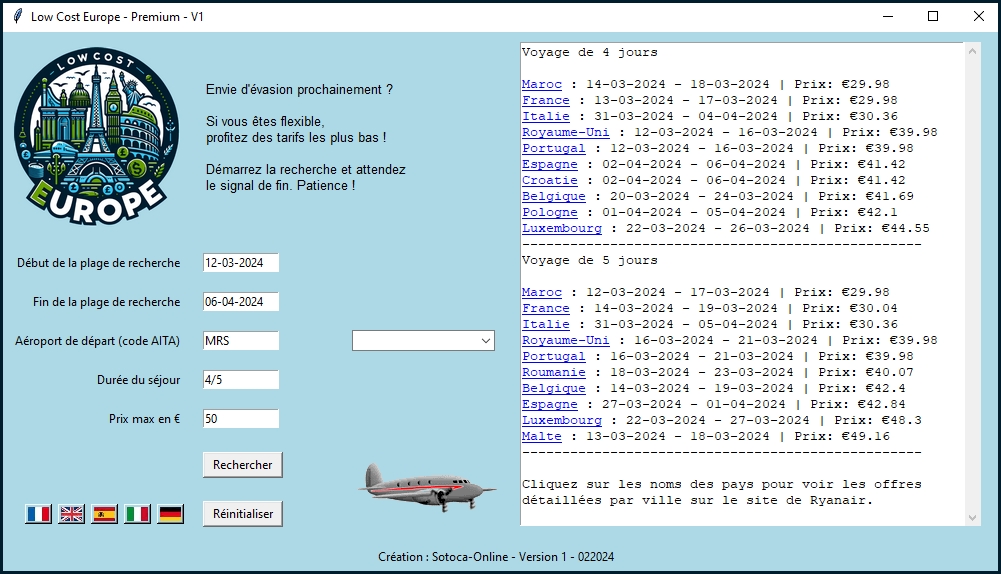 Low Cost Europe - Premium - V1
LOW COST
EUROPE
Envie d'évasion prochainement ?
Si vous êtes flexible,
profitez des tarifs les plus bas !
Démarrez la recherche et attendez
le signal de fin. Patience !
Début de la plage de recherche 12-03-2024
Fin de la plage de recherche 06-04-2024
Aéroport de départ (code AITA) MRS
Durée du séjour 4/5
Prix max en € 50
Rechercher
Réinitialiser
Voyage de 4 jours
Maroc : 14-03-2024 - 18-03-2024 | Prix: €29.98
France : 13-03-2024 - 17-03-2024 | Prix: €29.98
Italie : 31-03-2024 - 04-04-2024 | Prix: €30.36
Royaume-Uni : 12-03-2024 - 16-03-2024 | Prix: €39.98
Portugal : 12-03-2024 - 16-03-2024 | Prix: €39.98
Espagne : 02-04-2024 - 06-04-2024 | Prix: €41.42
Croatie : 02-04-2024 - 06-04-2024 | Prix: €41.42
Belgique : 20-03-2024 - 24-03-2024 | Prix: €41.69
Pologne : 01-04-2024 - 05-04-2024 | Prix: €42.1
Luxembourg : 22-03-2024 - 26-03-2024 | Prix: €44.55
--------------------------------------------------
Voyage de 5 jours
Maroc : 12-03-2024 - 17-03-2024 | Prix: €29.98
France : 14-03-2024 - 19-03-2024 | Prix: €30.04
Italie : 31-03-2024 - 05-04-2024 | Prix: €30.36
Royaume-Uni : 16-03-2024 - 21-03-2024 | Prix: €39.98
Portugal : 16-03-2024 - 21-03-2024 | Prix: €39.98
Roumanie : 18-03-2024 - 23-03-2024 | Prix: €40.07
Belgique : 14-03-2024 - 19-03-2024 | Prix: €42.4
Espagne : 27-03-2024 - 01-04-2024 | Prix: €42.84
Luxembourg : 22-03-2024 - 27-03-2024 | Prix: €48.3
Malte : 13-03-2024 - 18-03-2024 | Prix: €49.16
--------------------------------------------------
Cliquez sur les noms des pays pour voir les offres
détaillées par ville sur le site de Ryanair.
Création : Sotoca-Online - Version 1 - 022024